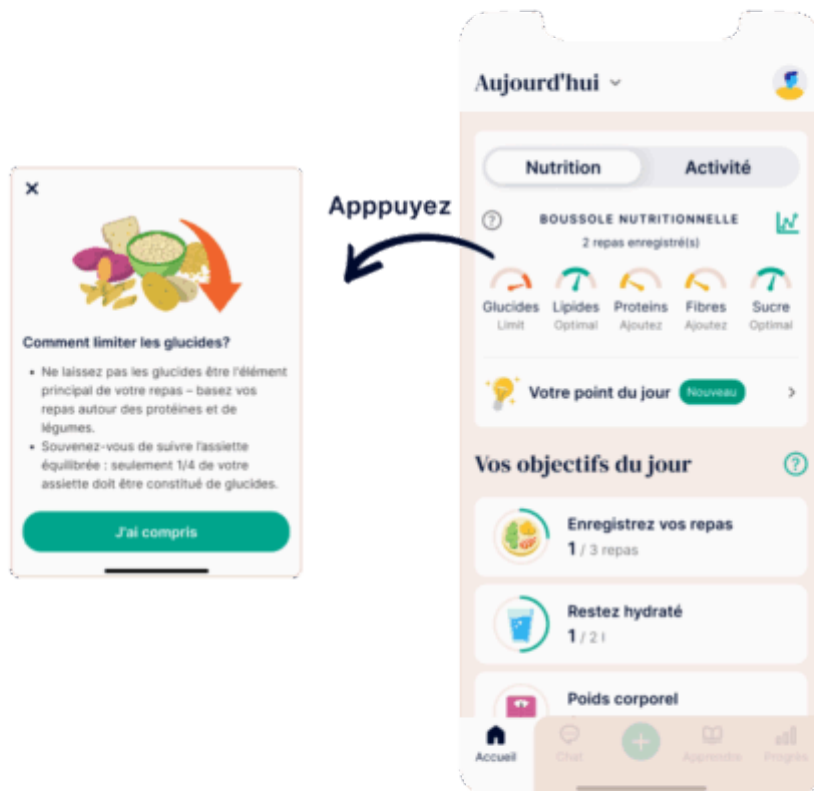 Aujourd'hui
Nutrition Activité
Apppuyez
? BOUSSOLE NUTRITIONNELLE
2 repas enregistré(s)
Glucides Lipides Proteins Fibres Sucre
Limit Optimal Ajoutez Ajoutez Optimal
Comment limiter les glucides?
• Ne laissez pas les glucides être l'élément
principal de votre repas – basez vos
repas autour des protéines et de
légumes.
• Souvenez-vous de suivre l'assiette
équilibrée : seulement 1/4 de votre
assiette doit être constitué de glucides.
J'ai compris
Votre point du jour Nouveau
Vos objectifs du jour ?
Enregistrez vos repas
1 / 3 repas
Restez hydraté
1 / 2 l
Poids corporel
Accueil Chat Apprendre Progrès